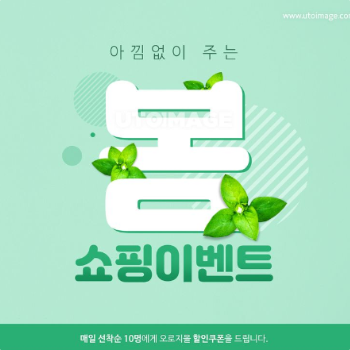 www.utoimage.com
아낌없이 주는
봄
UTOIMAGE
쇼핑이벤트
매일 선착순 10명에게 오로지몰 할인쿠폰을 드립니다.